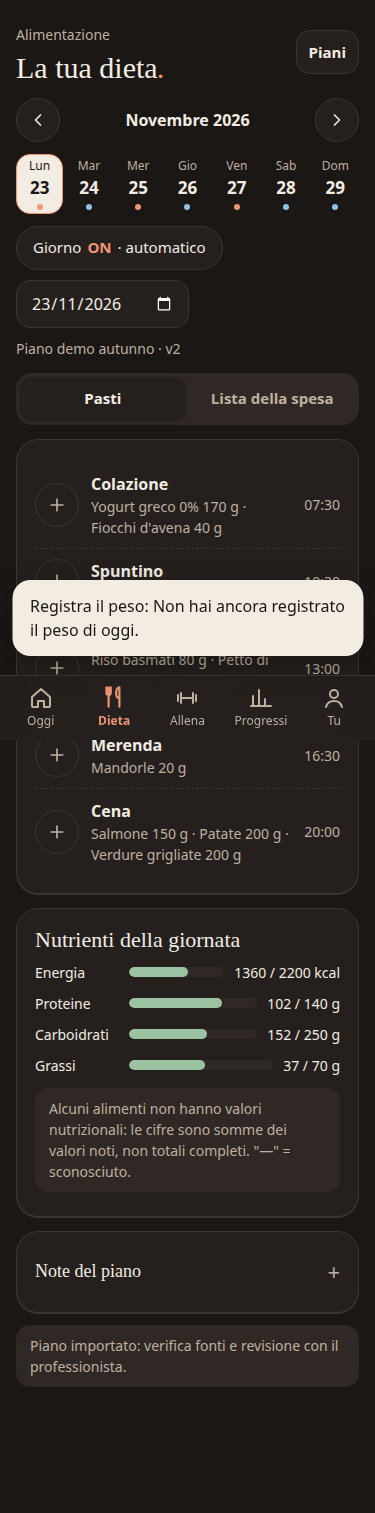 Alimentazione
La tua dieta.
Piani
Novembre 2026
Lun Mar Mer Gio Ven Sab Dom
23 24 25 26 27 28 29
Giorno ON · automatico
23/11/2026
Piano demo autunno · v2
Pasti
Lista della spesa
Colazione
Yogurt greco 0% 170 g ·
Fiocchi d'avena 40 g
07:30
Spuntino
Registra il peso: Non hai ancora registrato
il peso di oggi.
Riso basmati 80 g · Petto di
13:00
Oggi Dieta Allena Progressi Tu
Merenda
Mandorle 20 g
16:30
Cena
Salmone 150 g · Patate 200 g ·
Verdure grigliate 200 g
20:00
Nutrienti della giornata
Energia 1360 / 2200 kcal
Proteine 102 / 140 g
Carboidrati 152 / 250 g
Grassi 37 / 70 g
Alcuni alimenti non hanno valori
nutrizionali: le cifre sono somme dei
valori noti, non totali completi. "—" =
sconosciuto.
Note del piano +
Piano importato: verifica fonti e revisione con il
professionista.